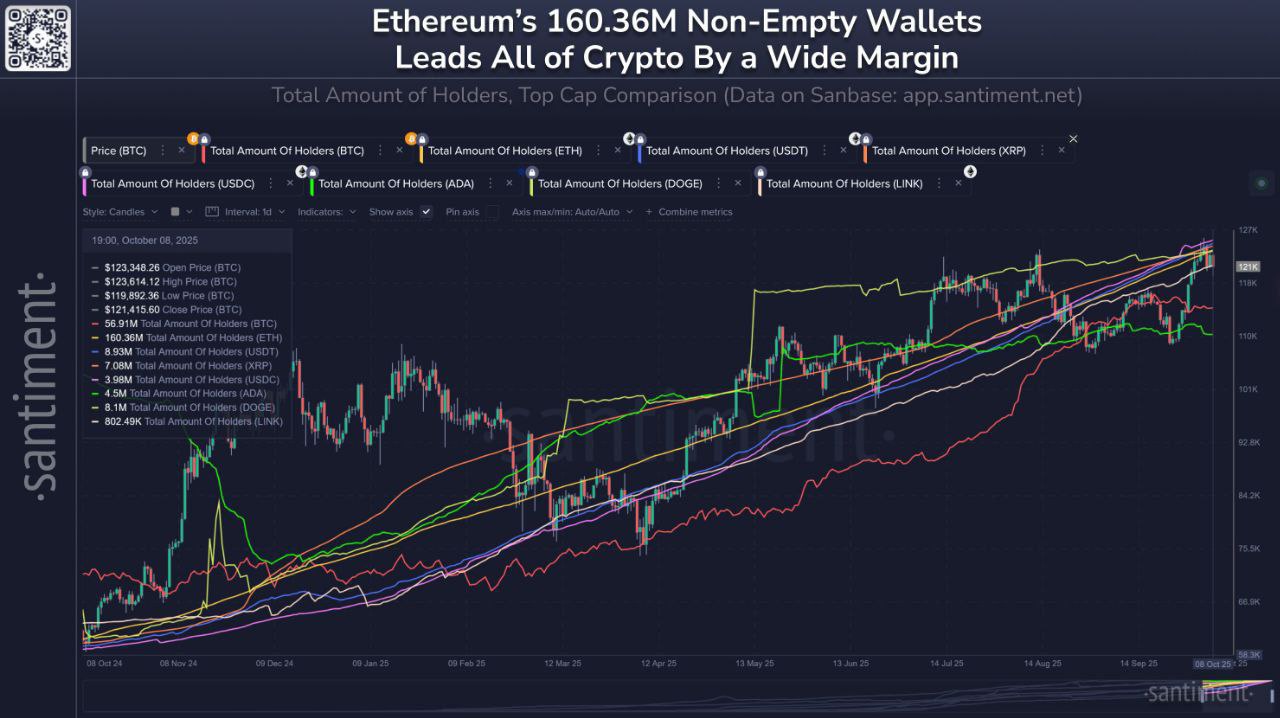 Ethereum's 160.36M Non-Empty Wallets
Leads All of Crypto By a Wide Margin
Total Amount of Holders, Top Cap Comparison (Data on Sanbase: app.santiment.net)
Price (BTC)
Total Amount Of Holders (BTC)
Total Amount Of Holders (ETH)
Total Amount Of Holders (USDT)
Total Amount Of Holders (XRP)
Total Amount Of Holders (USDC)
Total Amount Of Holders (ADA)
Total Amount Of Holders (DOGE)
Total Amount Of Holders (LINK)
Style: Candles
Interval: 1d
Indicators:
Show axis
Pin axis
Axis max/min: Auto/Auto
+ Combine metrics
19:00, October 08, 2025
$123,348.26 Open Price (BTC)
$123,614.12 High Price (BTC)
$119,892.36 Low Price (BTC)
$121,415.60 Close Price (BTC)
56.91M Total Amount Of Holders (BTC)
160.36M Total Amount Of Holders (ETH)
8.93M Total Amount Of Holders (USDT)
7.08M Total Amount Of Holders (XRP)
3.98M Total Amount Of Holders (USDC)
4.5M Total Amount Of Holders (ADA)
8.1M Total Amount Of Holders (DOGE)
802.49K Total Amount Of Holders (LINK)
·santiment·
·santiment·
127K
121K
118K
110K
101K
92.8K
84.2K
75.5K
66.9K
58.3K
08 Oct 24
08 Nov 24
09 Dec 24
09 Jan 25
09 Feb 25
12 Mar 25
12 Apr 25
13 May 25
13 Jun 25
14 Jul 25
14 Aug 25
14 Sep 25
08 Oct 25
·santiment·